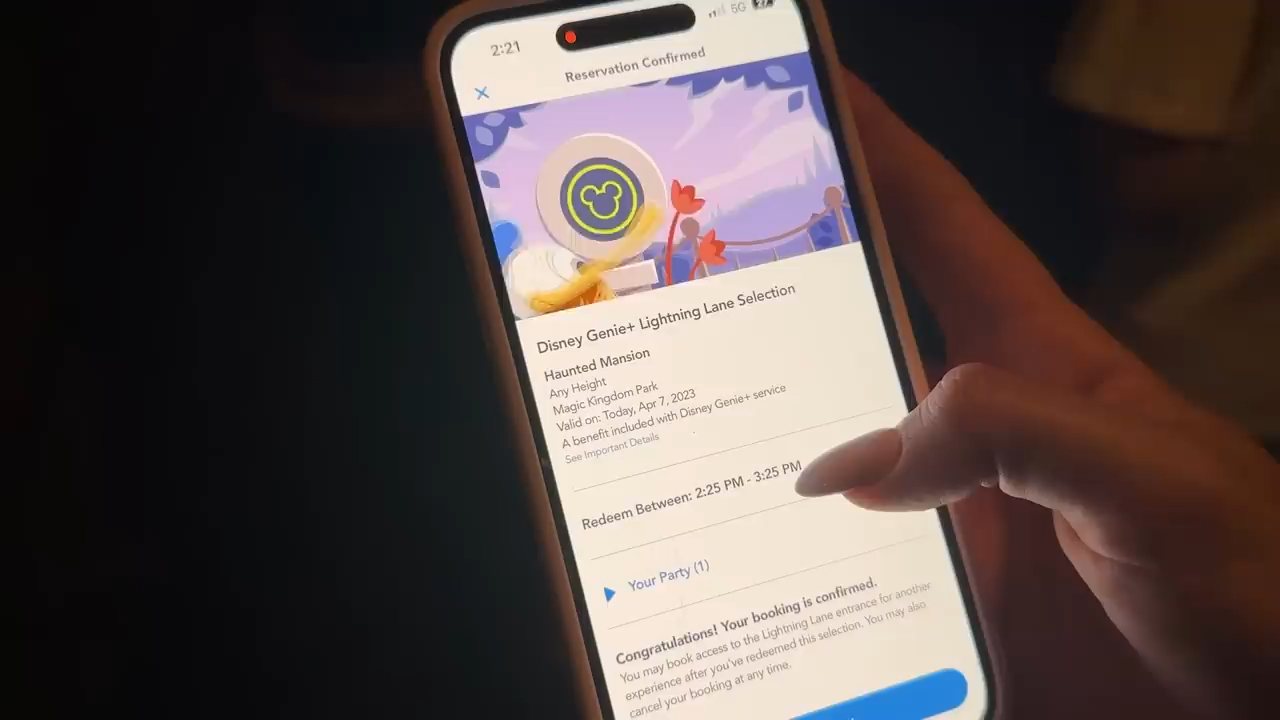 2:21
5G
27
Reservation Confirmed
Disney Genie+ Lightning Lane Selection
Haunted Mansion
Any Height
Magic Kingdom Park
Valid on: Today, Apr 7, 2023
A benefit included with Disney Genie+ service
See Important Details
Redeem Between: 2:25 PM - 3:25 PM
Your Party (1)
Congratulations! Your booking is confirmed.
You may book access to the Lightning Lane entrance for another
experience after you've redeemed this selection. You may also
cancel your booking at any time.